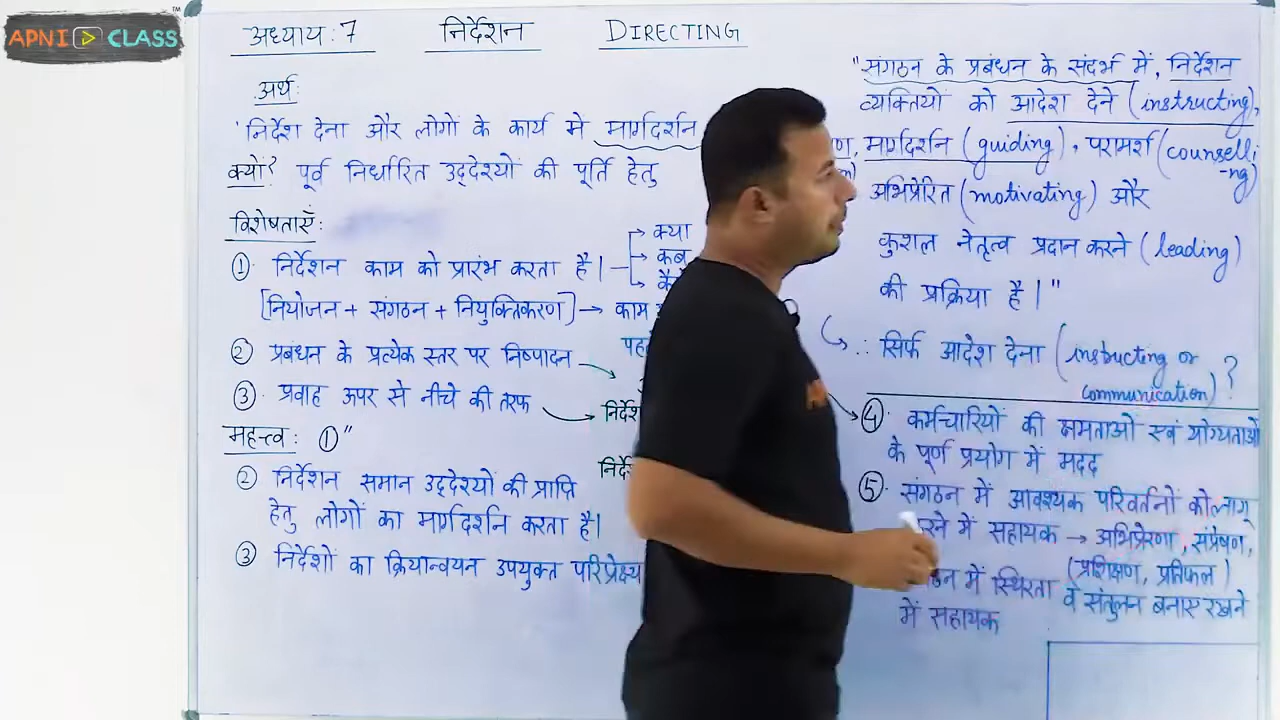 APNI CLASS
TM
अध्याय:7 निर्देशन DIRECTING
अर्थ:
'निर्देश देना और लोगों के कार्य मे मार्गदर्शन
क्यों? पूर्व निर्धारित उद्देश्यों की पूर्ति हेतु
विशेषताएँ:
① निर्देशन काम को प्रारंभ करता है।
→ क्या
→ कब
[नियोजन + संगठन + नियुक्तिकरण] → काम
② प्रबंधन के प्रत्येक स्तर पर निष्पादन
③ प्रवाह ऊपर से नीचे की तरफ
महत्त्व: ①"
② निर्देशन समान उद्देश्यों की प्राप्ति
हेतु लोगों का मार्गदर्शन करता है।
③ निर्देशों का क्रियान्वयन उपयुक्त परिप्रेक्ष्य
"संगठन के प्रबंधन के संदर्भ में, निर्देशन
व्यक्तियों को आदेश देने (instructing),
मार्गदर्शन (guiding), परामर्श (counselli
-ng)
अभिप्रेरित (motivating) और
कुशल नेतृत्व प्रदान करने (leading)
की प्रक्रिया है।"
∴ सिर्फ आदेश देना (instructing or
communication) ?
④ कर्मचारियों की क्षमताओं एवं योग्यताओं
के पूर्ण प्रयोग में मदद
⑤ संगठन में आवश्यक परिवर्तनों को लागू
में सहायक → अभिप्रेरणा, संप्रेषण,
(प्रशिक्षण, प्रतिफल)
में स्थिरता व संतुलन बनाए रखने
में सहायक